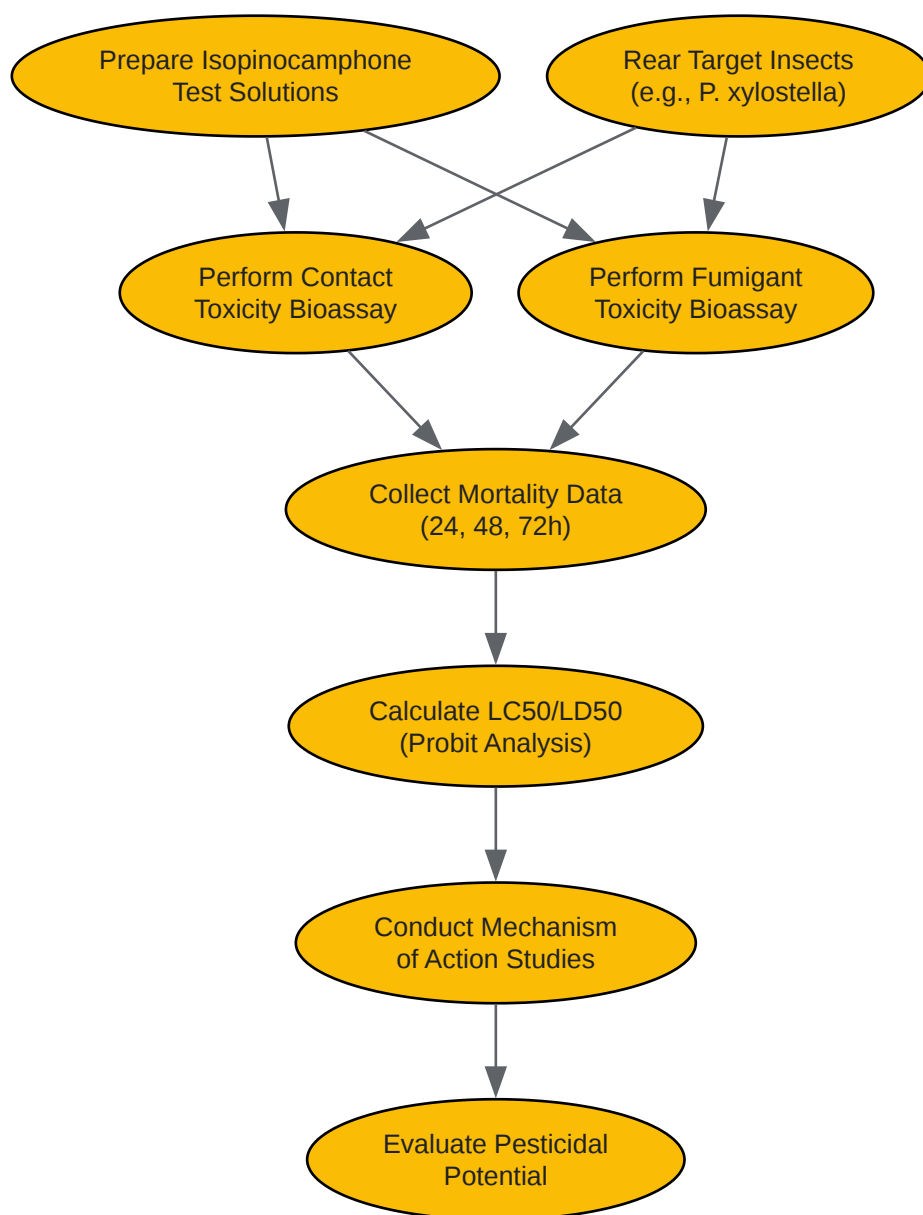 Prepare Isopinocamphone
Test Solutions
Rear Target Insects
(e.g., P. xylostella)
Perform Contact
Toxicity Bioassay
Perform Fumigant
Toxicity Bioassay
Collect Mortality Data
(24, 48, 72h)
Calculate LC50/LD50
(Probit Analysis)
Conduct Mechanism
of Action Studies
Evaluate Pesticidal
Potential